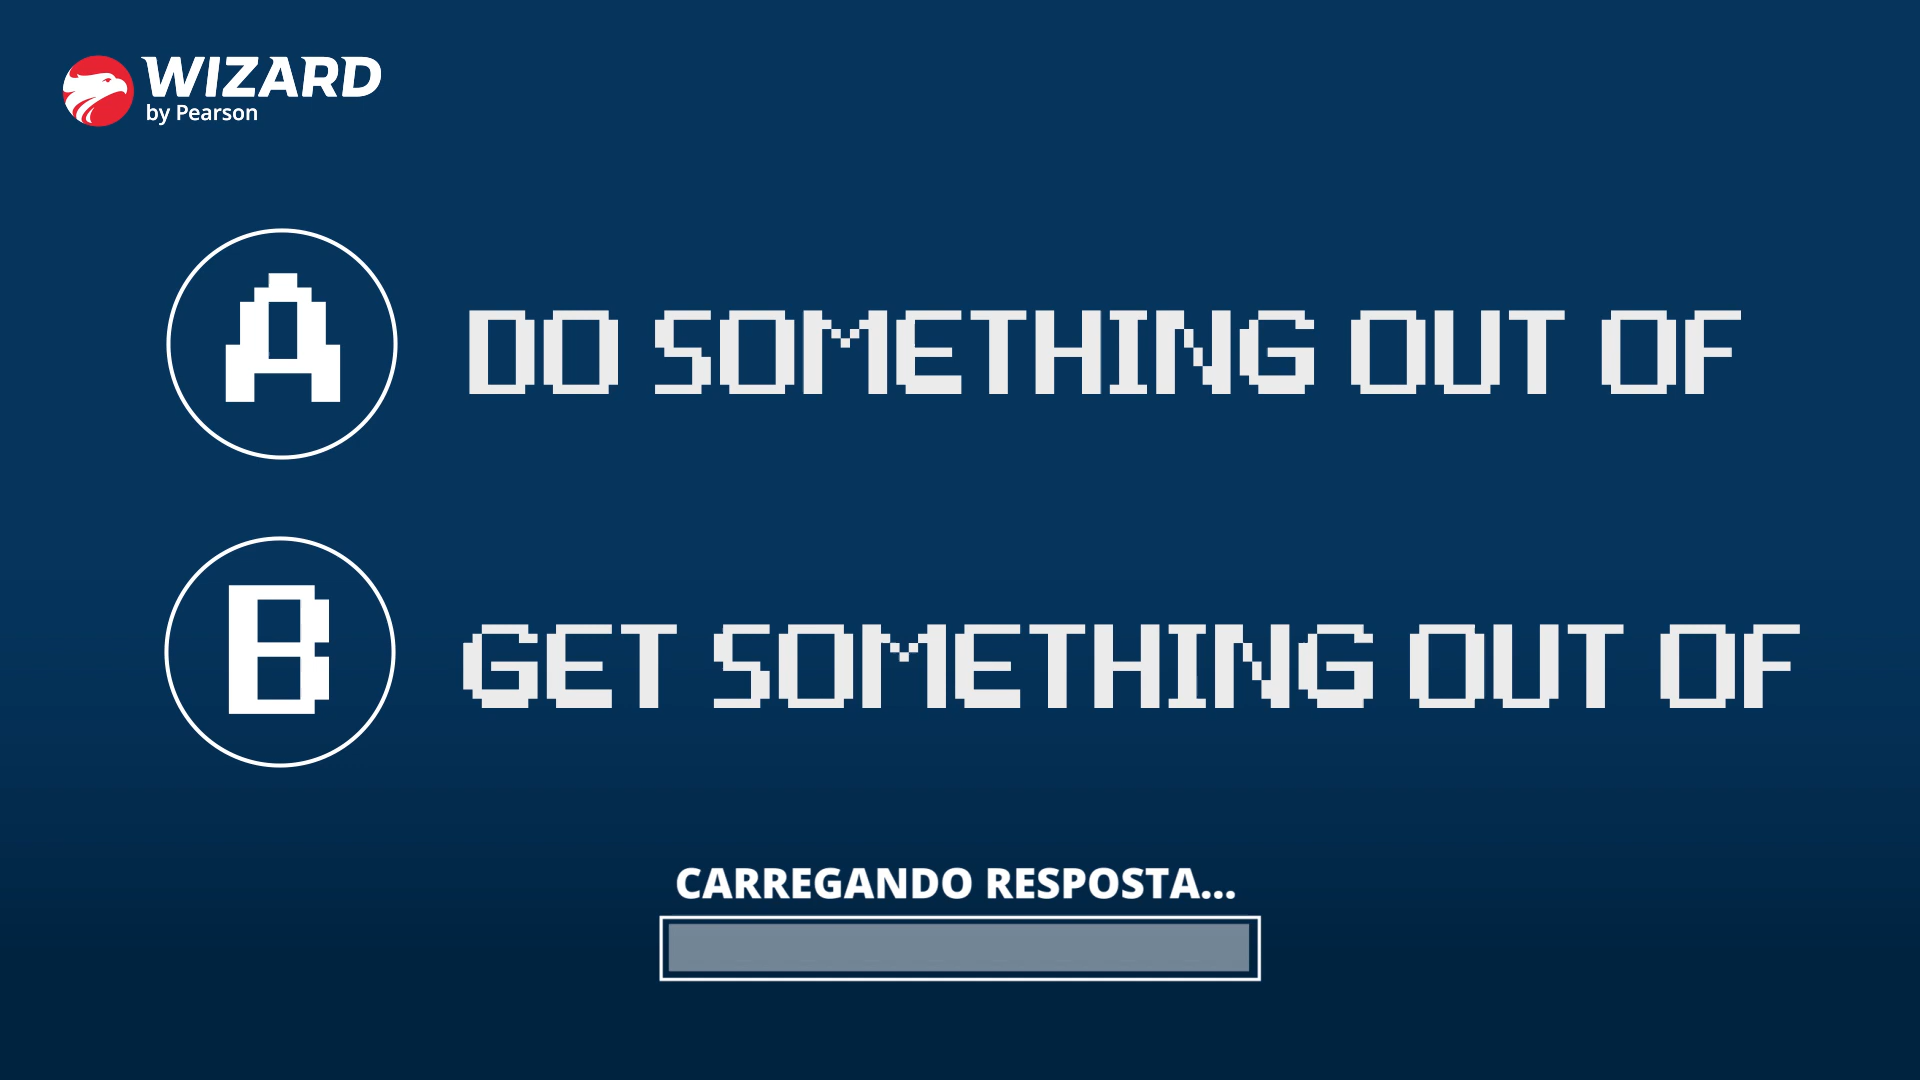 WIZARD
by Pearson
A DO SOMETHING OUT OF
B GET SOMETHING OUT OF
CARREGANDO RESPOSTA...